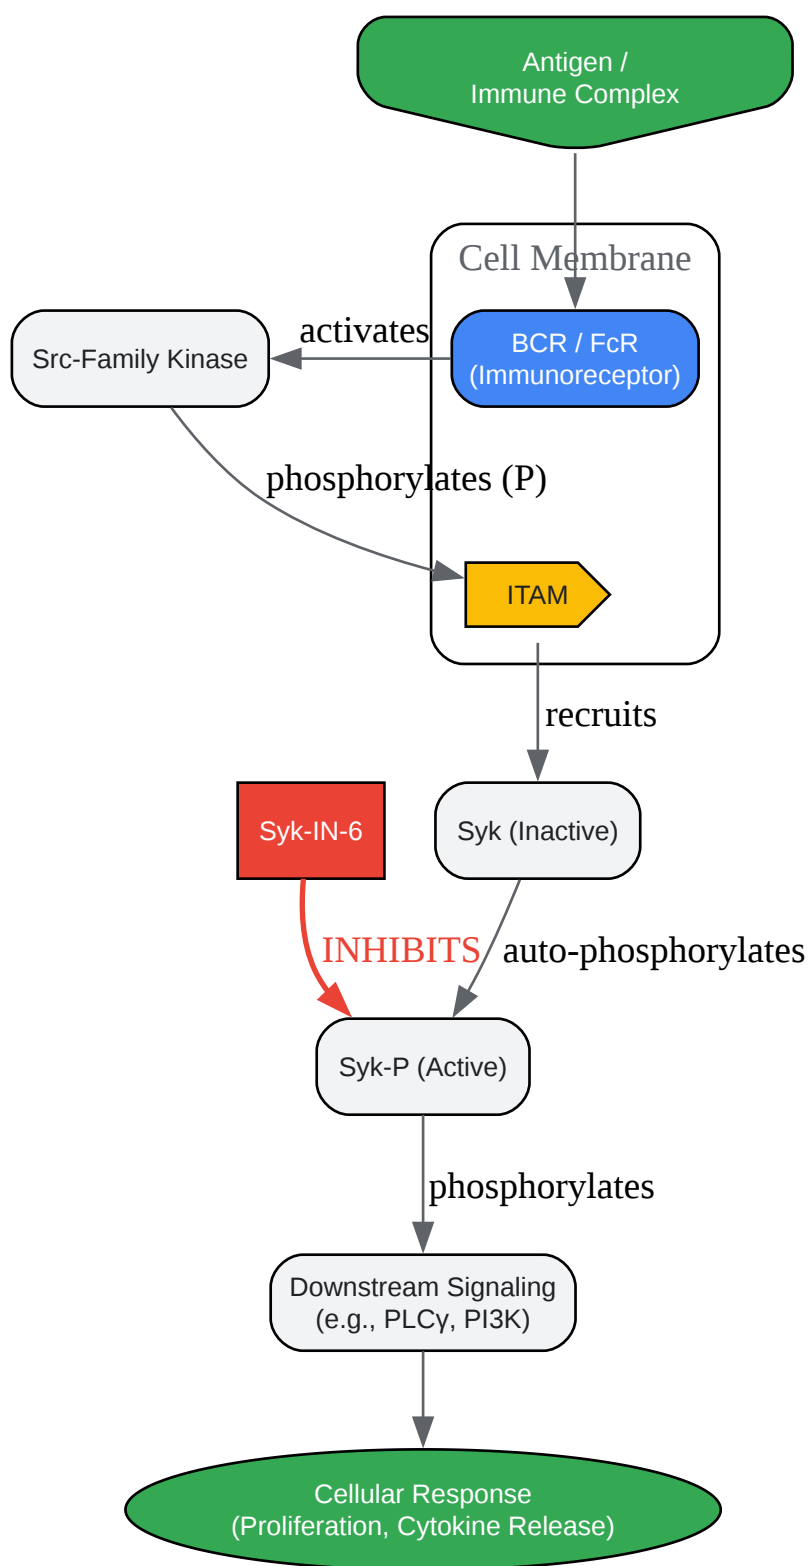 Antigen /
Immune Complex
Cell Membrane
activates
BCR / FcR
(Immunoreceptor)
Src-Family Kinase
phosphorylates (P)
ITAM
recruits
Syk-IN-6
Syk (Inactive)
INHIBITS
auto-phosphorylates
Syk-P (Active)
phosphorylates
Downstream Signaling
(e.g., PLCγ, PI3K)
Cellular Response
(Proliferation, Cytokine Release)